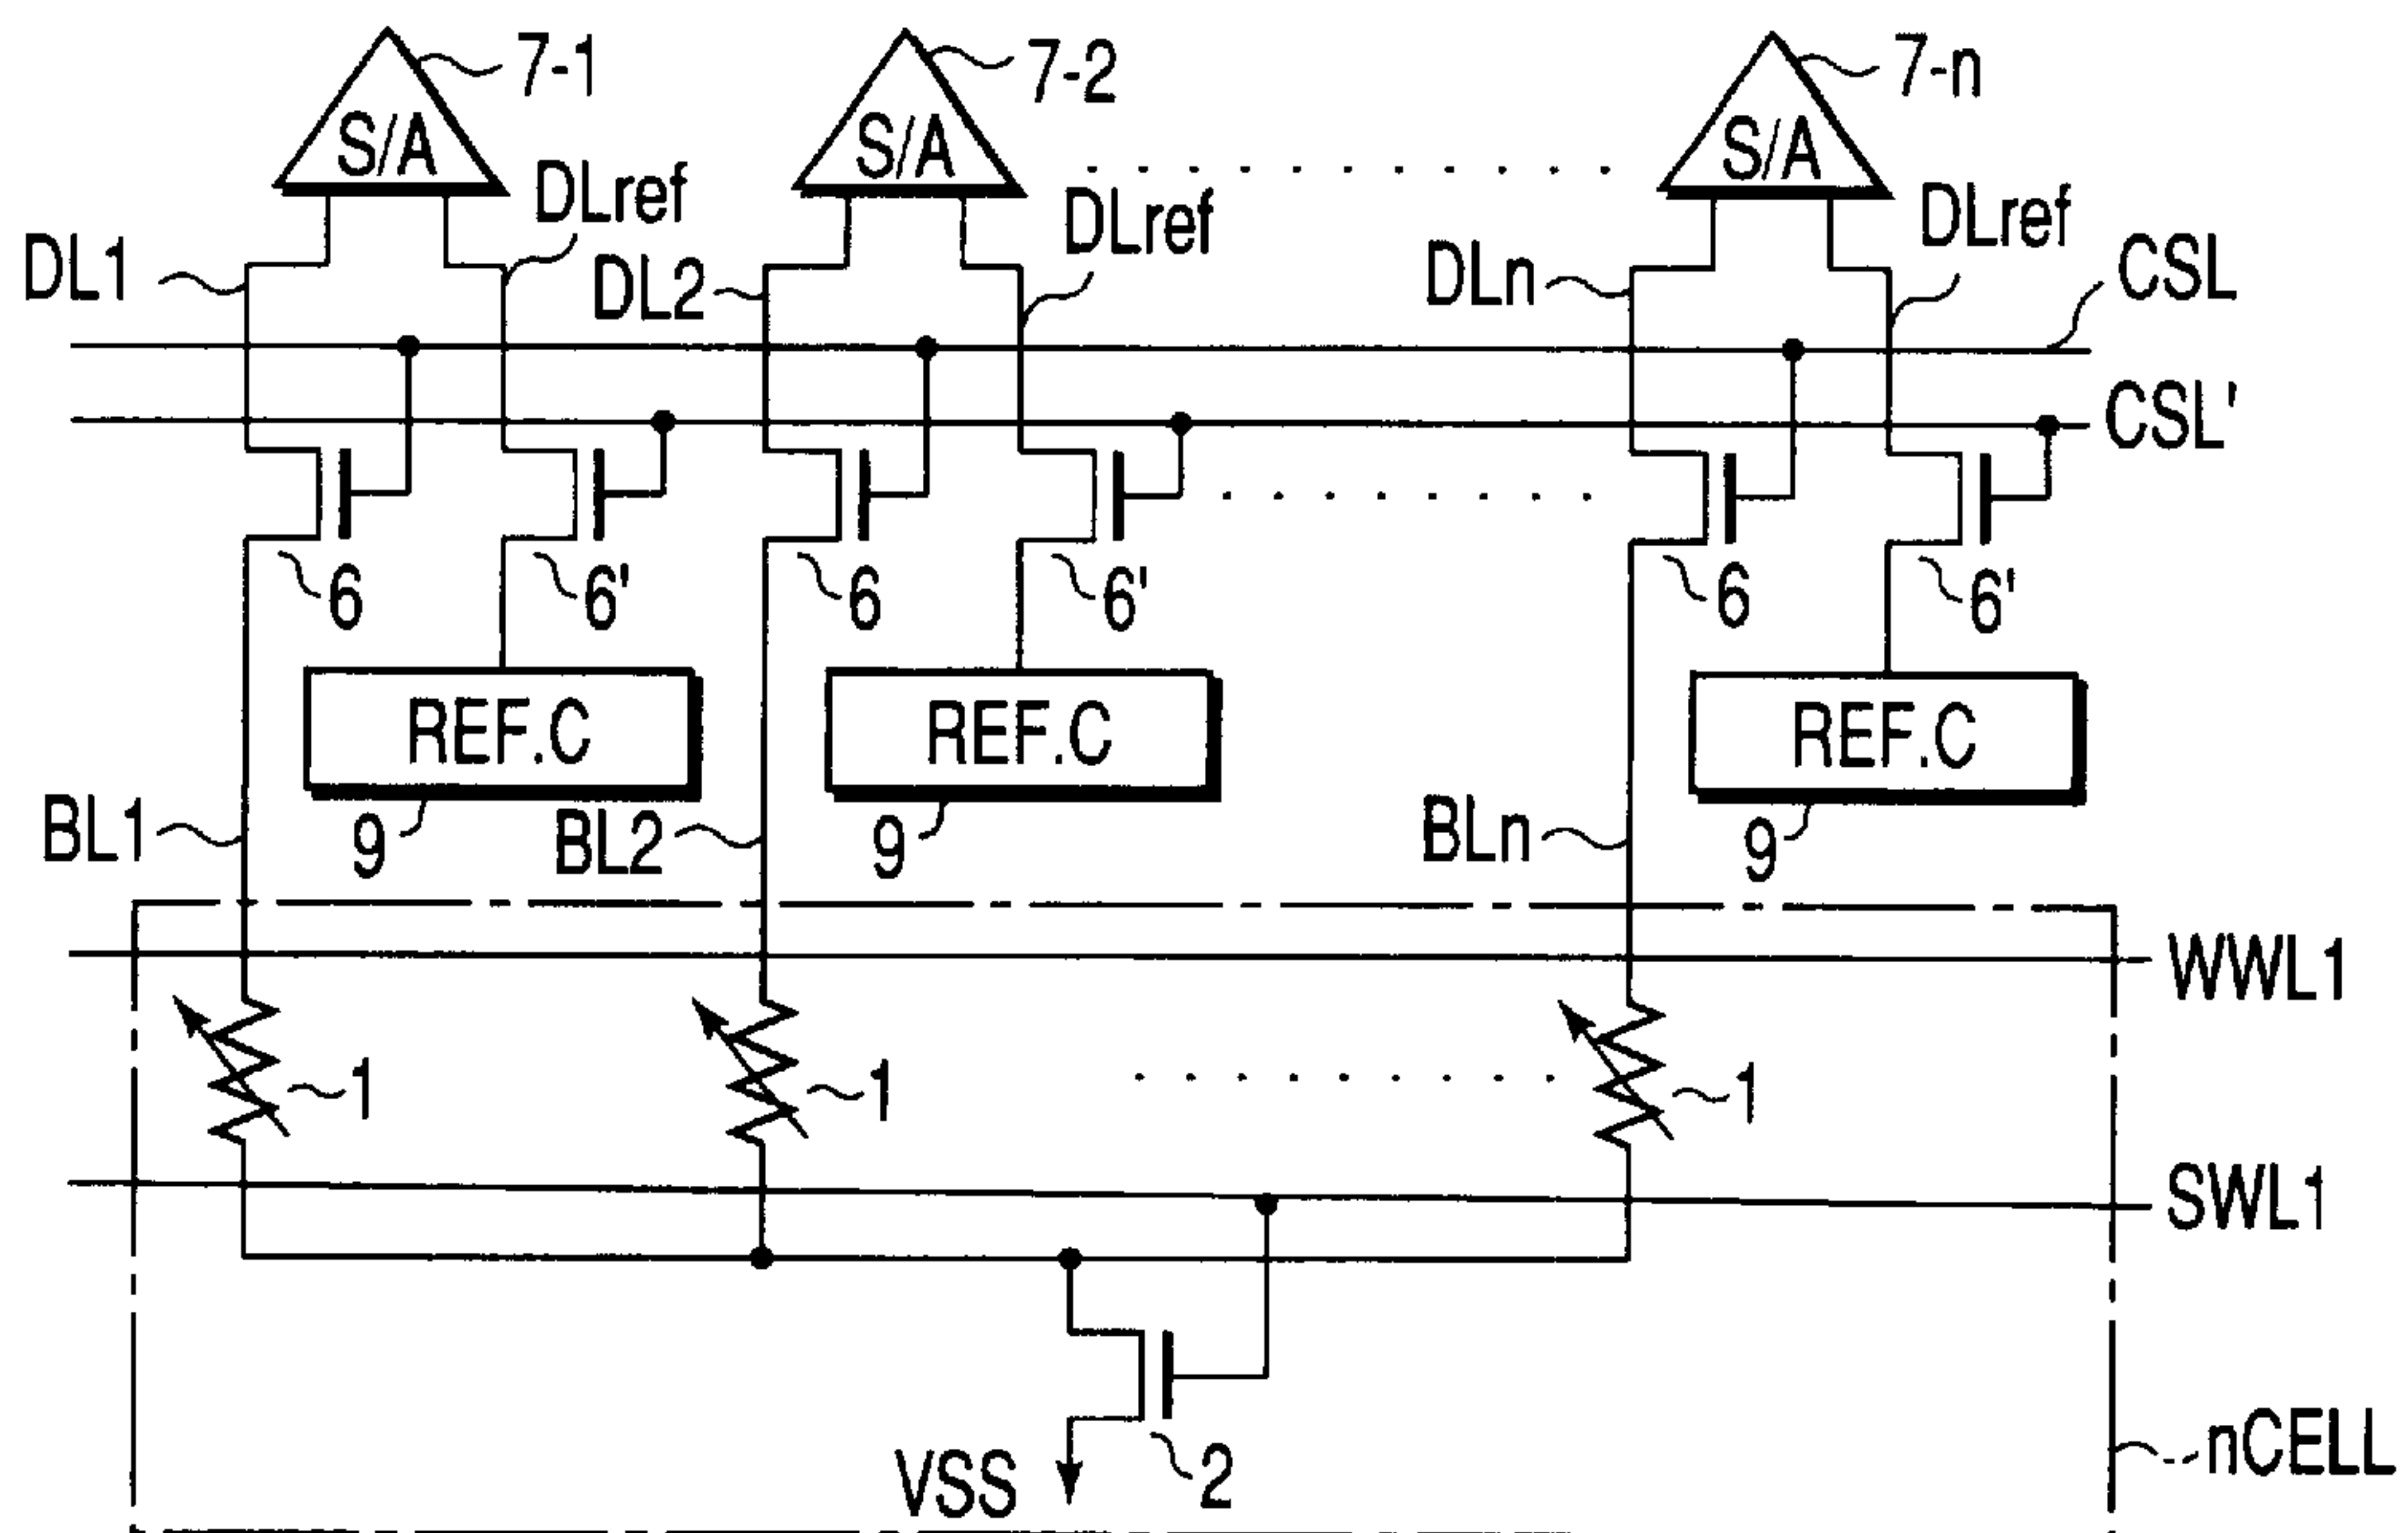 7-1 7-2 7-n
S/A S/A S/A
DLref DLref DLref
DL1 DL2 DLn CSL
CSL'
6 6' 6 6' 6 6'
REF.C REF.C REF.C
BL1 9 BL2 9 BLn 9
WWL1
1 1 1
SWL1
VSS 2 nCELL